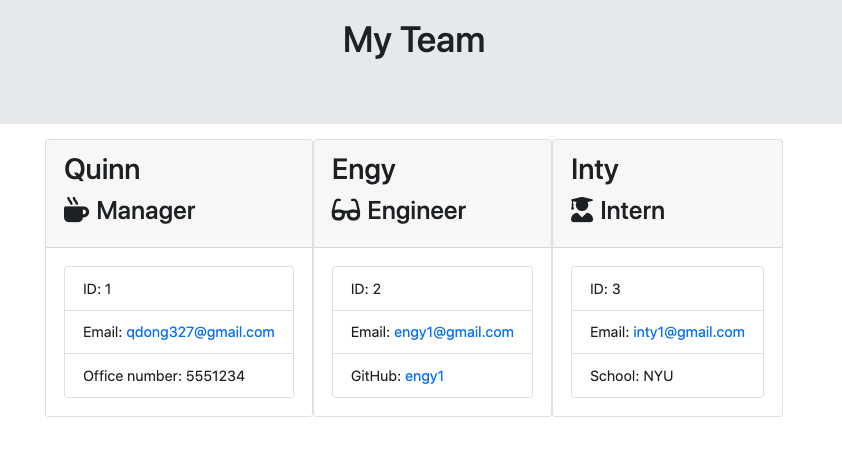 My Team
Quinn
Manager
ID: 1
Email: qdong327@gmail.com
Office number: 5551234
Engy
Engineer
ID: 2
Email: engy1@gmail.com
GitHub: engy1
Inty
Intern
ID: 3
Email: inty1@gmail.com
School: NYU